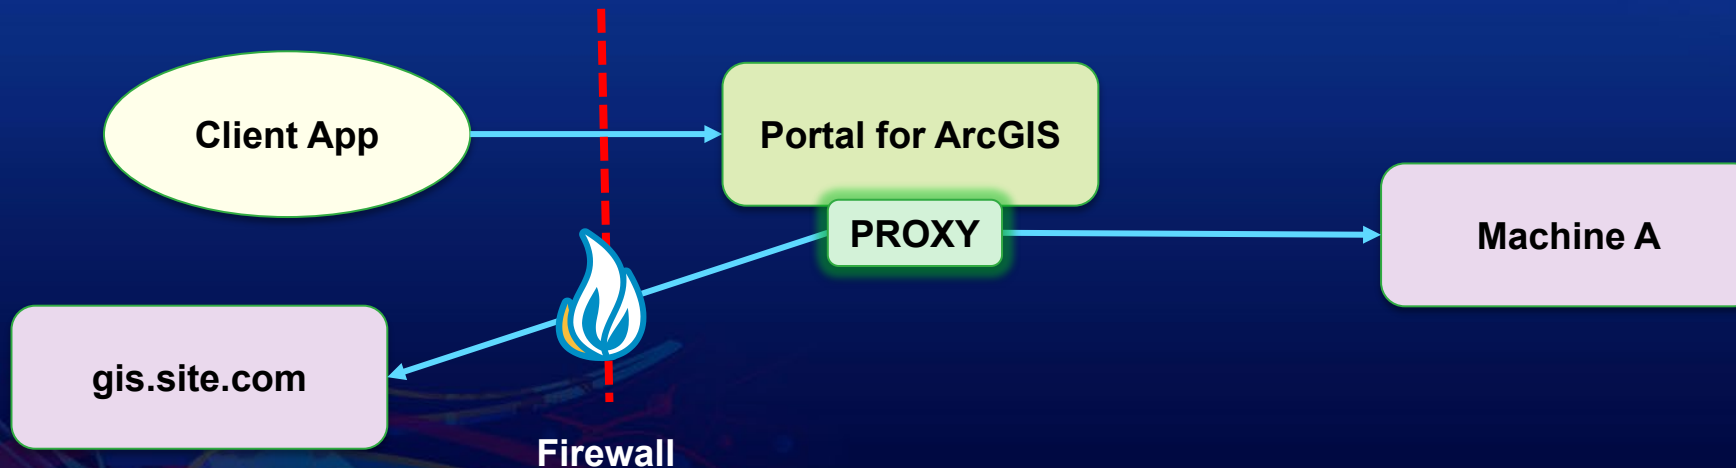 Client App
Portal for ArcGIS
PROXY
Machine A
gis.site.com
Firewall